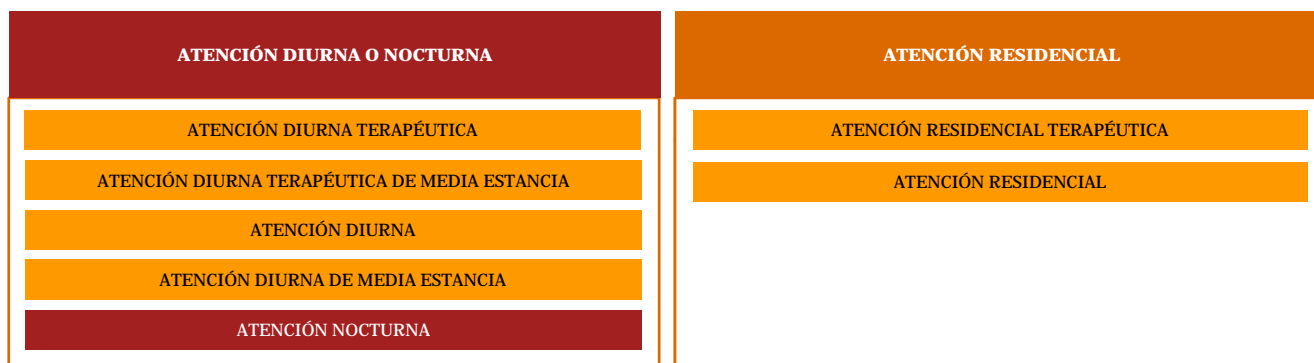 ATENCIÓN DIURNA O NOCTURNA
ATENCIÓN DIURNA TERAPÉUTICA
ATENCIÓN DIURNA TERAPÉUTICA DE MEDIA ESTANCIA
ATENCIÓN DIURNA
ATENCIÓN DIURNA DE MEDIA ESTANCIA
ATENCIÓN NOCTURNA
ATENCIÓN RESIDENCIAL
ATENCIÓN RESIDENCIAL TERAPÉUTICA
ATENCIÓN RESIDENCIAL